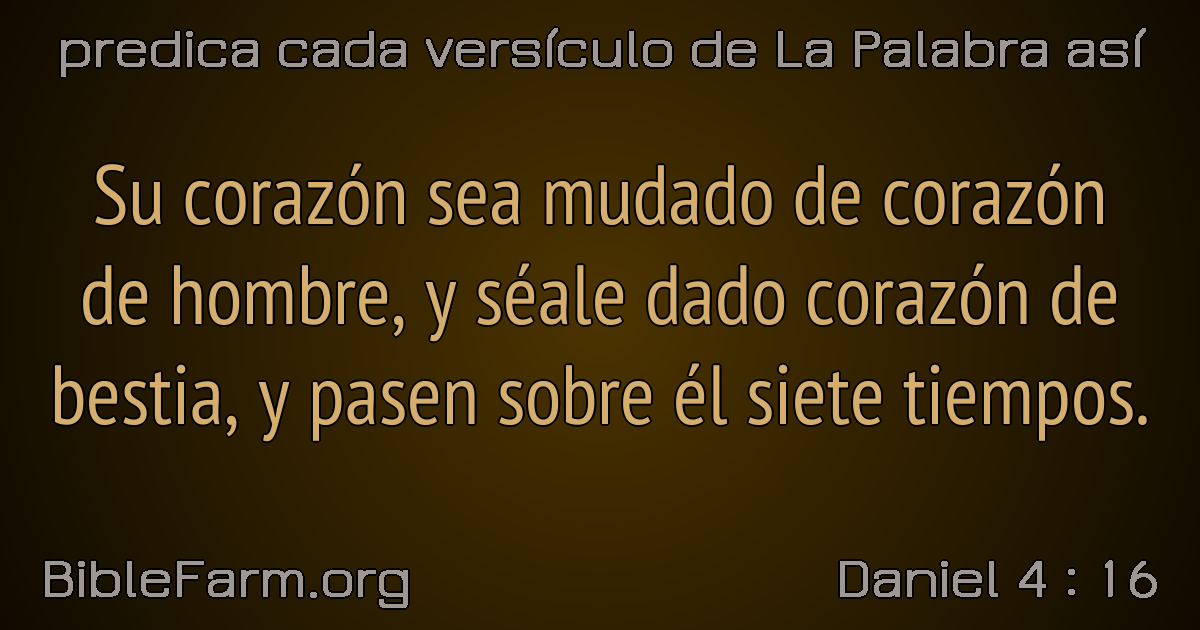 predica cada versículo de La Palabra así
Su corazón sea mudado de corazón
de hombre, y séale dado corazón de
bestia, y pasen sobre él siete tiempos.
BibleFarm.org
Daniel 4 : 16